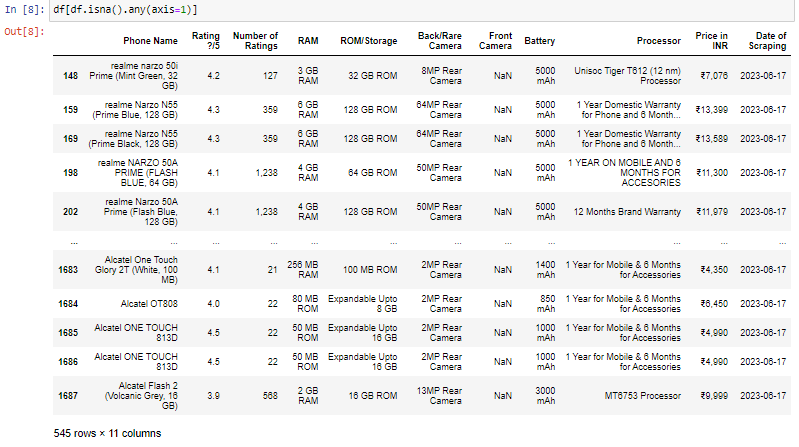 In [8]: df[df.isna().any(axis=1)]
Out[8]:
Phone Name Rating ?/5 Number of Ratings RAM ROM/Storage Back/Rare Camera Front Camera Battery Processor Price in INR Date of Scraping
148 realme narzo 50i Prime (Mint Green, 32 GB) 4.2 127 3 GB RAM 32 GB ROM 8MP Rear Camera NaN 5000 mAh Unisoc Tiger T612 (12 nm) Processor ₹7,076 2023-06-17
159 realme Narzo N55 (Prime Blue, 128 GB) 4.3 359 6 GB RAM 128 GB ROM 64MP Rear Camera NaN 5000 mAh 1 Year Domestic Warranty for Phone and 6 Month... ₹13,399 2023-06-17
169 realme Narzo N55 (Prime Black, 128 GB) 4.3 359 6 GB RAM 128 GB ROM 64MP Rear Camera NaN 5000 mAh 1 Year Domestic Warranty for Phone and 6 Month... ₹13,589 2023-06-17
198 realme NARZO 50A PRIME (FLASH BLUE, 64 GB) 4.1 1,238 4 GB RAM 64 GB ROM 50MP Rear Camera NaN 5000 mAh 1 YEAR ON MOBILE AND 6 MONTHS FOR ACCESORIES ₹11,300 2023-06-17
202 realme Narzo 50A Prime (Flash Blue, 128 GB) 4.1 1,238 4 GB RAM 128 GB ROM 50MP Rear Camera NaN 5000 mAh 12 Months Brand Warranty ₹11,979 2023-06-17
... ... ... ... ... ... ... ... ... ... ... ...
1683 Alcatel One Touch Glory 2T (White, 100 MB) 4.1 21 256 MB RAM 100 MB ROM 2MP Rear Camera NaN 1400 mAh 1 Year for Mobile & 6 Months for Accessories ₹4,350 2023-06-17
1684 Alcatel OT808 4.0 22 80 MB ROM Expandable Upto 8 GB 2MP Rear Camera NaN 850 mAh 1 Year for Mobile & 6 Months for Accessories ₹6,450 2023-06-17
1685 Alcatel ONE TOUCH 813D 4.5 22 50 MB ROM Expandable Upto 16 GB 2MP Rear Camera NaN 1000 mAh 1 Year for Mobile & 6 Months for Accessories ₹4,990 2023-06-17
1686 Alcatel ONE TOUCH 813D 4.5 22 50 MB ROM Expandable Upto 16 GB 2MP Rear Camera NaN 1000 mAh 1 Year for Mobile & 6 Months for Accessories ₹4,990 2023-06-17
1687 Alcatel Flash 2 (Volcanic Grey, 16 GB) 3.9 568 2 GB RAM 16 GB ROM 13MP Rear Camera NaN 3000 mAh MT6753 Processor ₹9,999 2023-06-17
545 rows × 11 columns